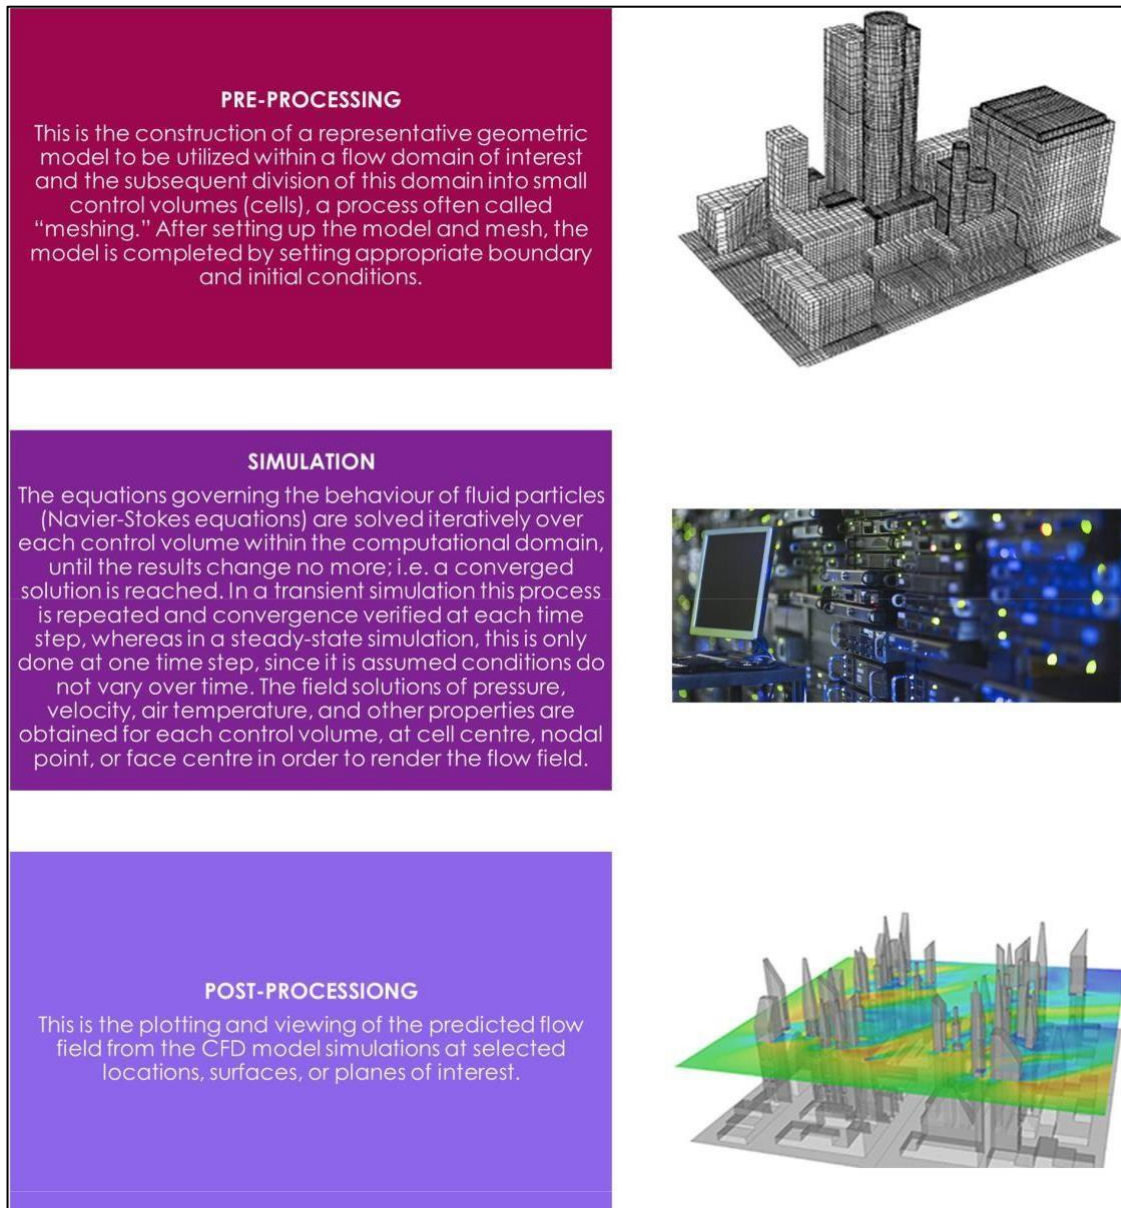 PRE-PROCESSING
This is the construction of a representative geometric
model to be utilized within a flow domain of interest
and the subsequent division of this domain into small
control volumes (cells), a process often called
“meshing.” After setting up the model and mesh, the
model is completed by setting appropriate boundary
and initial conditions.
SIMULATION
The equations governing the behaviour of fluid particles
(Navier-Stokes equations) are solved iteratively over
each control volume within the computational domain,
until the results change no more; i.e. a converged
solution is reached. In a transient simulation this process
is repeated and convergence verified at each time
step, whereas in a steady-state simulation, this is only
done at one time step, since it is assumed conditions do
not vary over time. The field solutions of pressure,
velocity, air temperature, and other properties are
obtained for each control volume, at cell centre, nodal
point, or face centre in order to render the flow field.
POST-PROCESSIONG
This is the plotting and viewing of the predicted flow
field from the CFD model simulations at selected
locations, surfaces, or planes of interest.